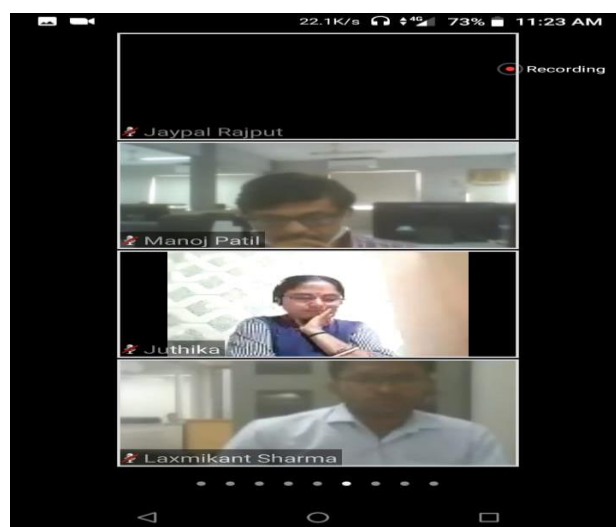 22.1K/s 4G 73% 11:23 AM
Recording
Jaypal Rajput
Manoj Patil
Juthika
Laxmikant Sharma